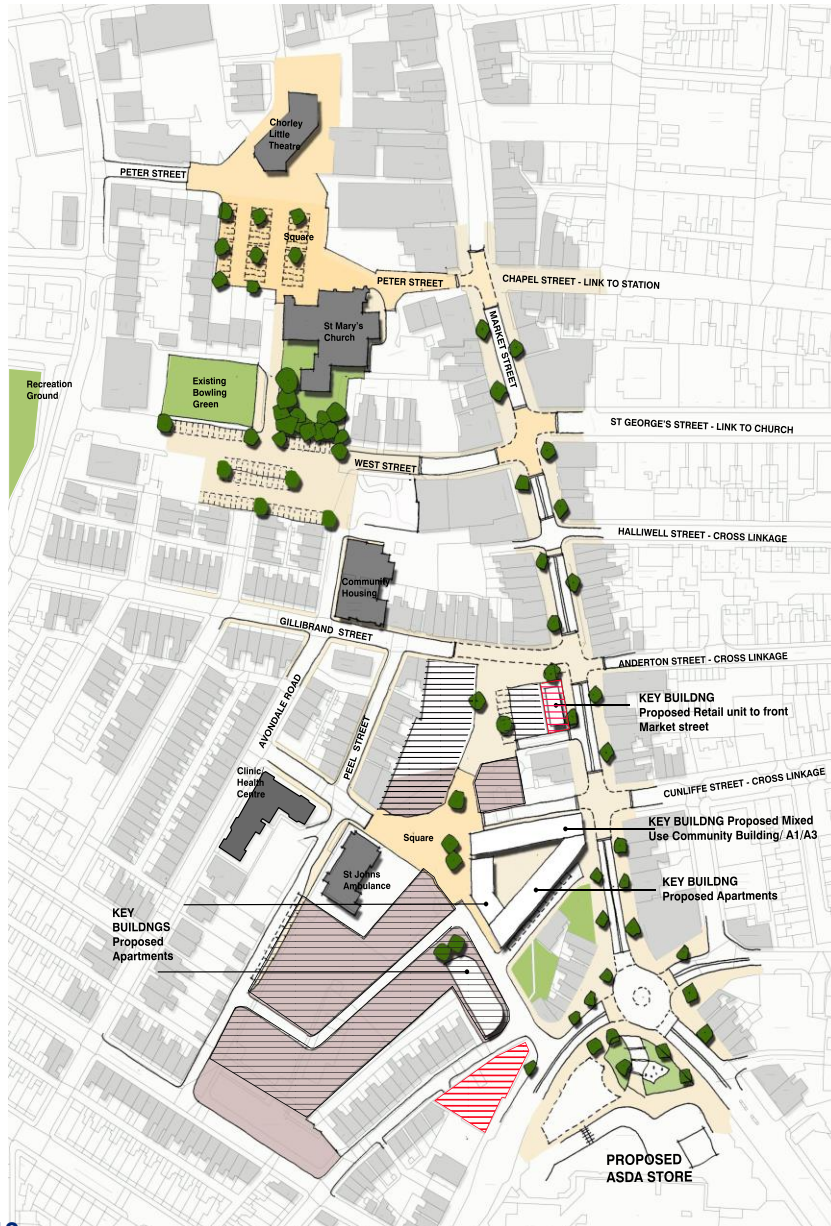 Chorley
Little
Theatre
PETER STREET
Square
PETER STREET
CHAPEL STREET - LINK TO STATION
MARKET STREET
St Mary's
Church
Recreation
Ground
Existing
Bowling
Green
ST GEORGE'S STREET - LINK TO CHURCH
WEST STREET
HALLIWELL STREET - CROSS LINKAGE
Community
Housing
GILLIBRAND STREET
ANDERTON STREET - CROSS LINKAGE
AVONDALE ROAD
PEEL STREET
KEY BUILDNG
Proposed Retail unit to front
Market street
Clinic/
Health
Centre
CUNLIFFE STREET - CROSS LINKAGE
Square
KEY BUILDNG Proposed Mixed
Use Community Building/ A1/A3
St Johns
Ambulance
KEY BUILDNG
Proposed Apartments
KEY
BUILDNGS
Proposed
Apartments
PROPOSED
ASDA STORE